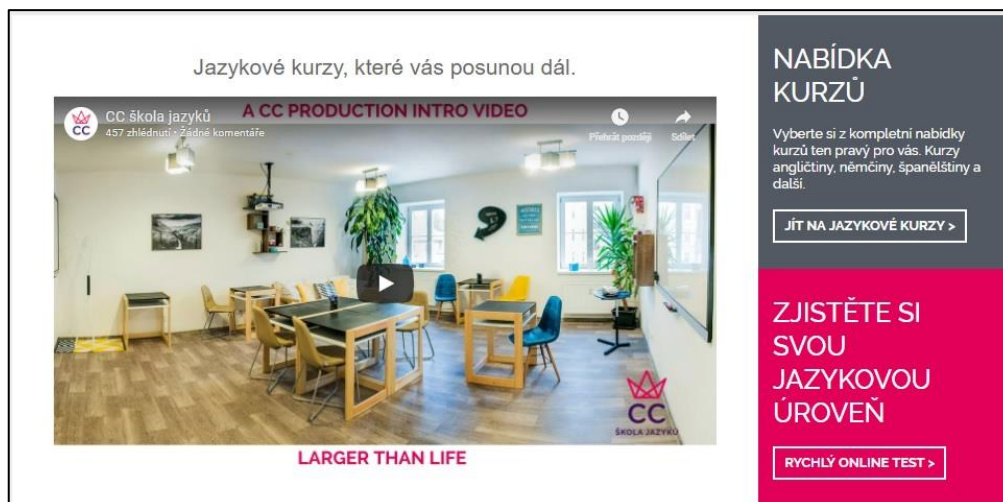 Jazykové kurzy, které vás posunou dál.
A CC PRODUCTION INTRO VIDEO
CC
CC škola jazyků
457 zhlédnutí • Žádné komentáře
Přehrát později
Sdílet
CC
ŠKOLA JAZYKŮ
LARGER THAN LIFE
NABÍDKA
KURZŮ
Vyberte si z kompletní nabídky
kurzů ten pravý pro vás. Kurzy
angličtiny, němčiny, španělštiny a
další.
JÍT NA JAZYKOVÉ KURZY >
ZJISTĚTE SI
SVOU
JAZYKOVOU
ÚROVEŇ
RYCHLÝ ONLINE TEST >